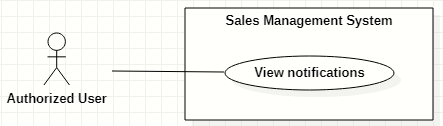 Sales Management System
View notifications
Authorized User